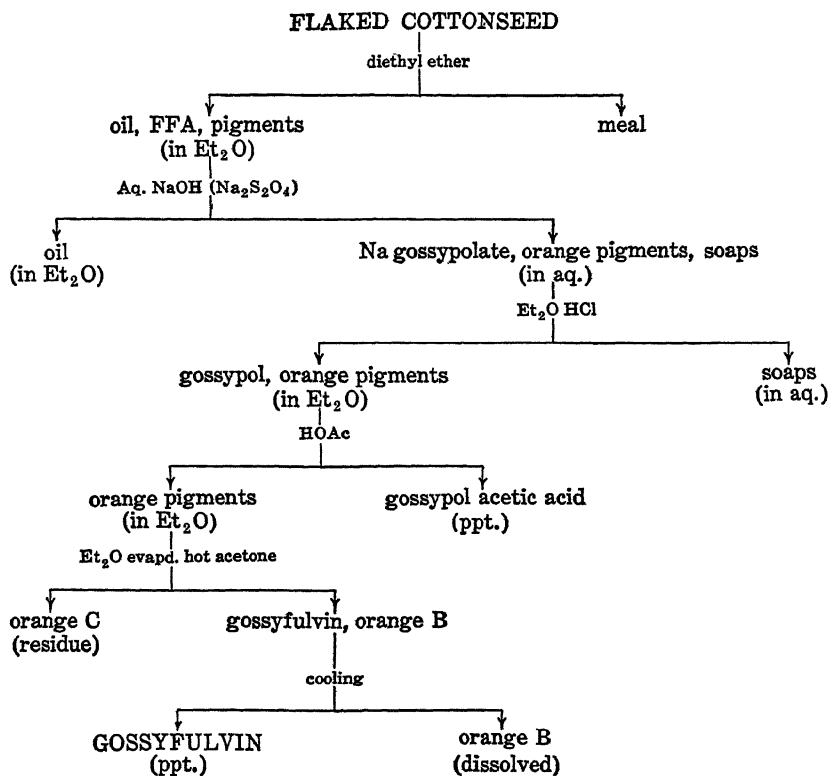 FLAKED COTTONSEED
diethyl ether
oil, FFA, pigments
(in Et₂O)
meal
Aq. NaOH (Na₂S₂O₄)
oil
(in Et₂O)
Na gossypolate, orange pigments, soaps
(in aq.)
Et₂O HCl
gossypol, orange pigments
(in Et₂O)
soaps
(in aq.)
HOAc
orange pigments
(in Et₂O)
gossypol acetic acid
(ppt.)
Et₂O evapd. hot acetone
orange C
(residue)
gossyfulvin, orange B
cooling
GOSSYFULVIN
(ppt.)
orange B
(dissolved)